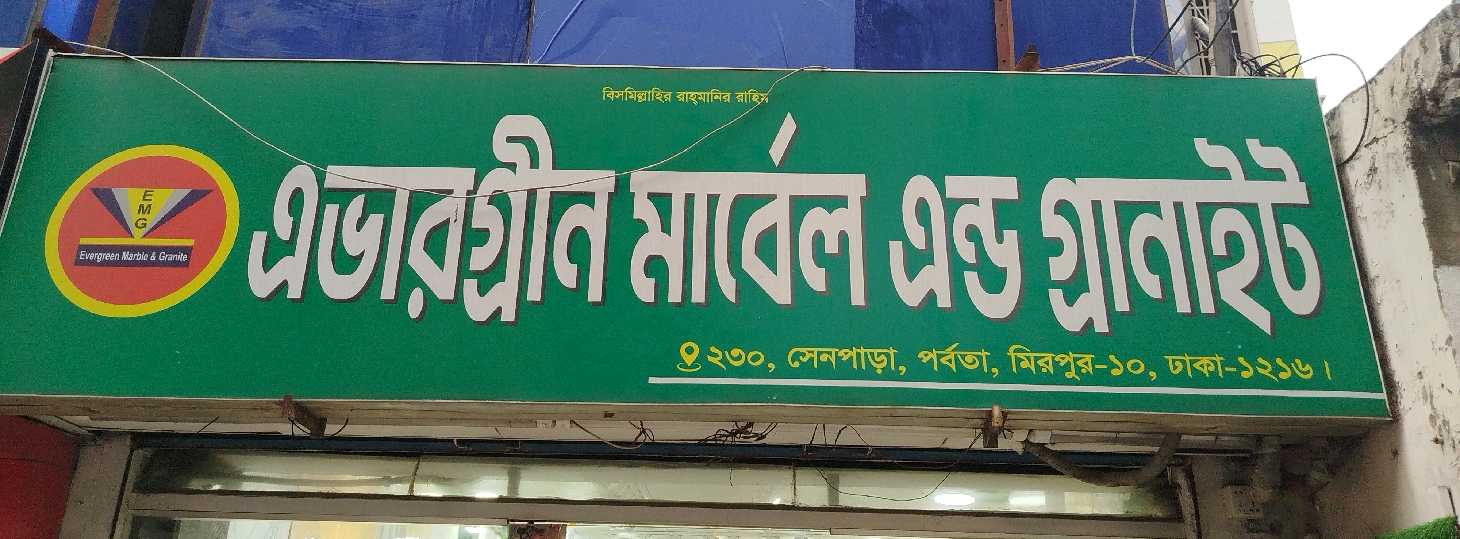 বিসমিল্লাহির রাহ্‌মানির রাহিম
EMG
Evergreen Marble & Granite
এভারগ্রীন মার্বেল এন্ড গ্রানাইট
২৩০, সেনপাড়া, পর্বতা, মিরপুর-১০, ঢাকা-১২১৬।